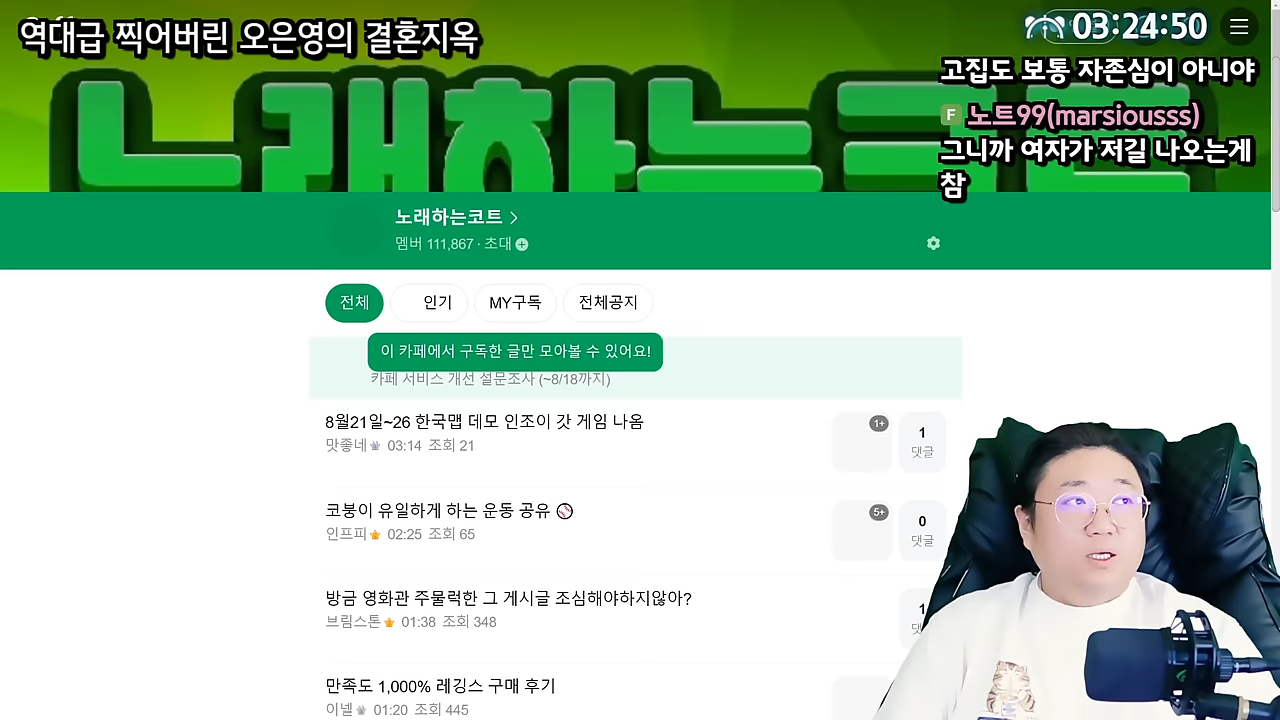 역대급 찍어버린 오은영의 결혼지옥
03:24:50
고집도 보통 자존심이 아니야
F 노트99(marsiousss)
그니까 여자가 저길 나오는게
참
노래하는코트
노래하는코트 >
멤버 111,867 · 초대
전체 인기 MY구독 전체공지
이 카페에서 구독한 글만 모아볼 수 있어요!
카페 서비스 개선 설문조사 (~8/18까지)
8월21일~26 한국맵 데모 인조이 갓 게임 나옴
맛좋네 03:14 조회 21
1+
1
댓글
코붕이 유일하게 하는 운동 공유
인프피 02:25 조회 65
5+
0
댓글
방금 영화관 주물럭한 그 게시글 조심해야하지않아?
브림스톤 01:38 조회 348
1
만족도 1,000% 레깅스 구매 후기
이넬 01:20 조회 445